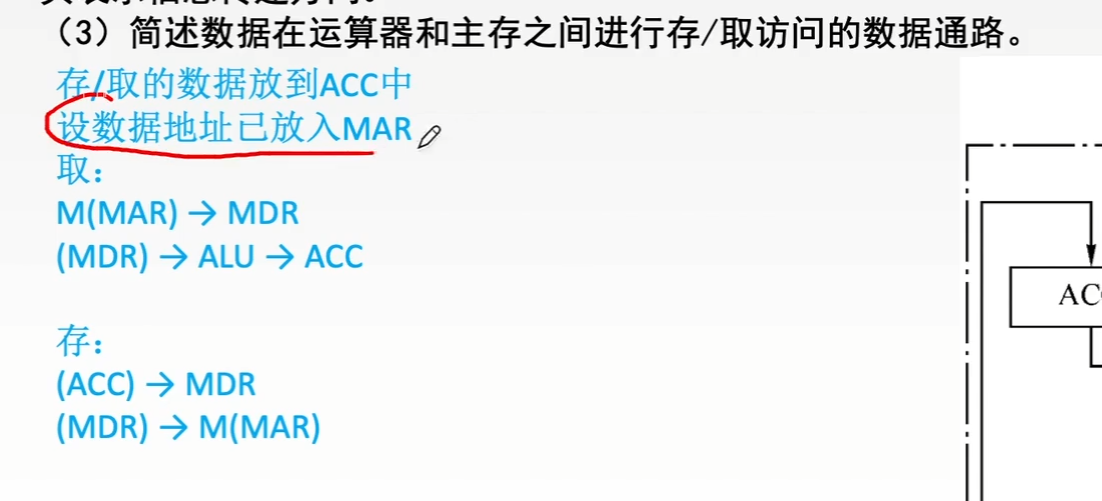 （3）简述数据在运算器和主存之间进行存/取访问的数据通路。
存/取的数据放到ACC中
设数据地址已放入MAR
取：
M(MAR) → MDR
(MDR) → ALU → ACC
存：
(ACC) → MDR
(MDR) → M(MAR)
AC